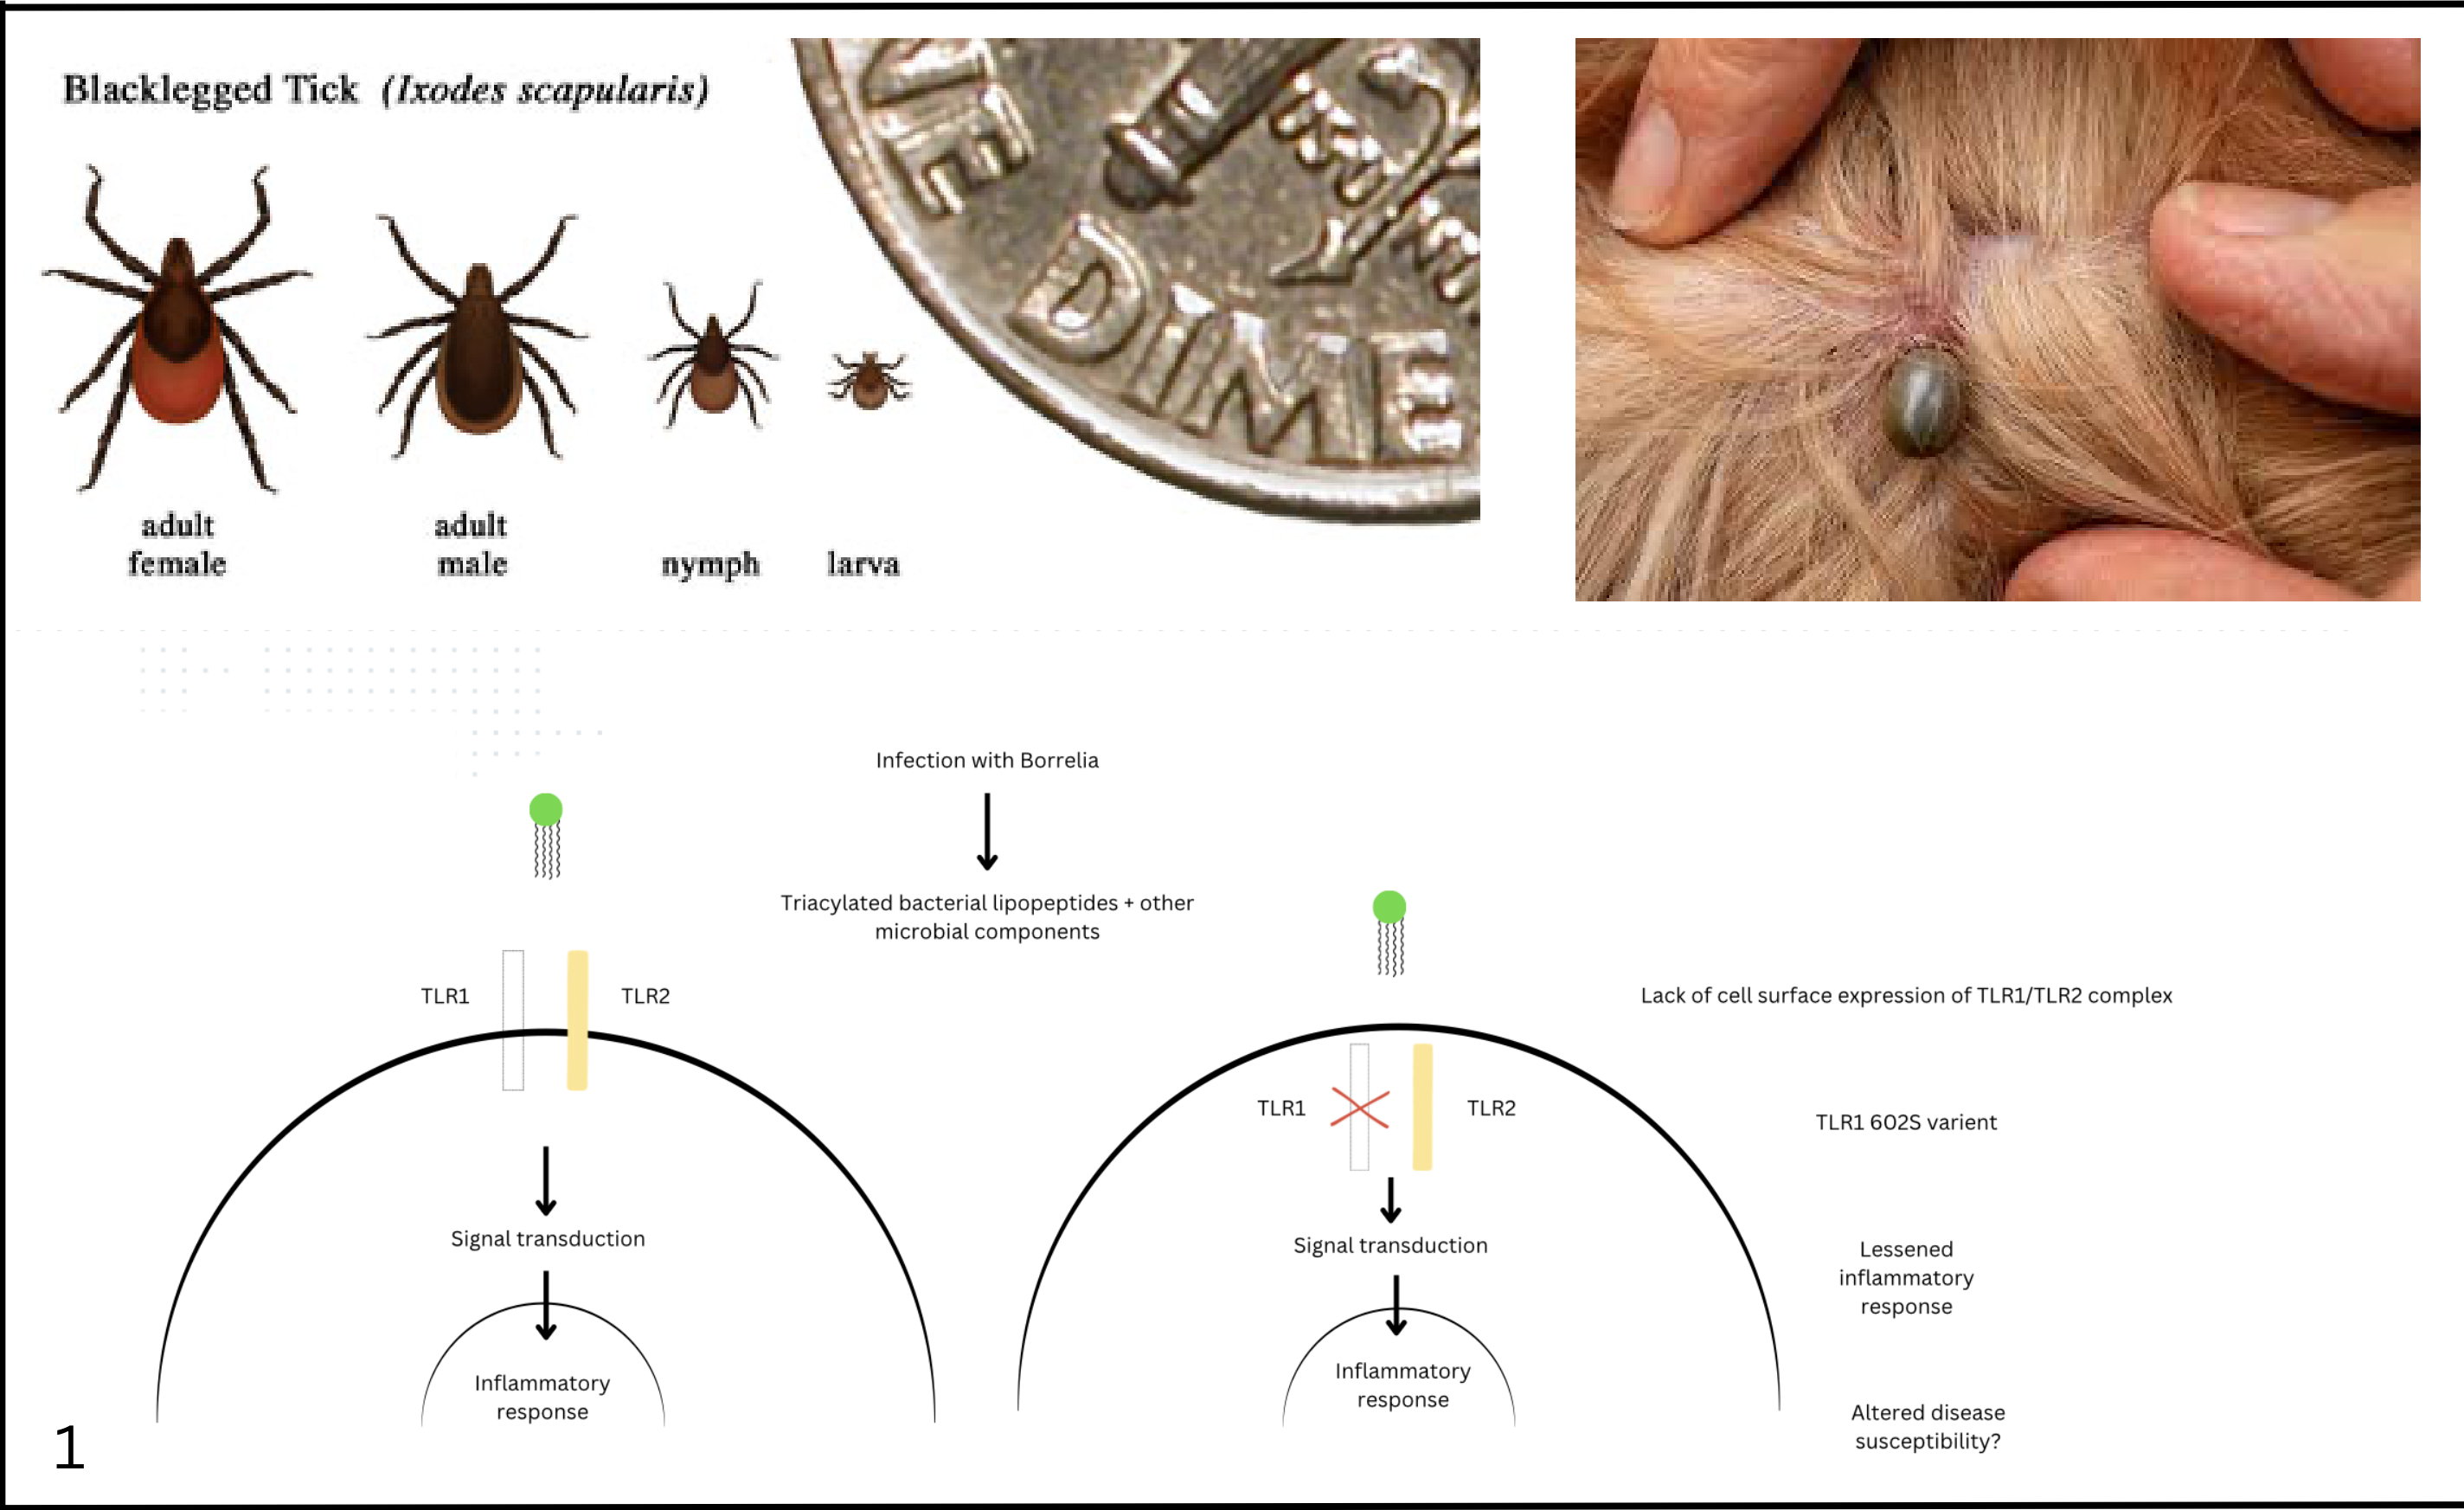 Blacklegged Tick (Ixodes scapularis)
adult
female
adult
male
nymph
larva
DIME
Infection with Borrelia
Triacylated bacterial lipopeptides + other
microbial components
TLR1
TLR2
Signal transduction
Inflammatory
response
TLR1
TLR2
Signal transduction
Inflammatory
response
Lack of cell surface expression of TLR1/TLR2 complex
TLR1 602S varient
Lessened
inflammatory
response
Altered disease
susceptibility?
1